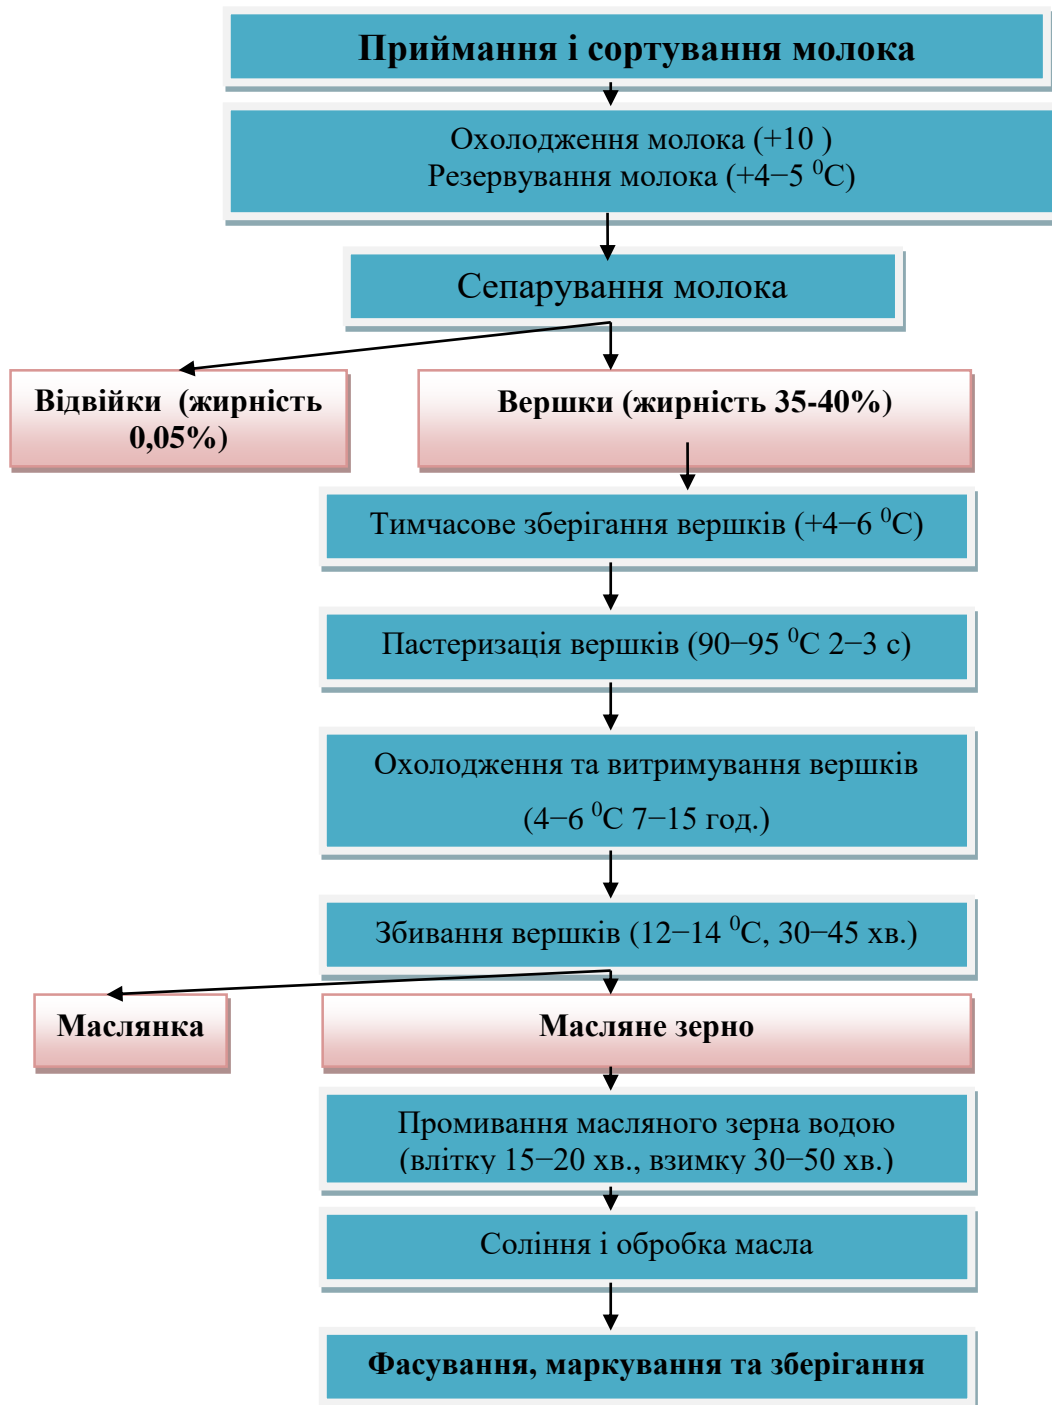 Приймання і сортування молока
Охолодження молока (+10 )
Резервування молока (+4−5 ⁰С)
Сепарування молока
Відвійки (жирність
0,05%)
Вершки (жирність 35-40%)
Тимчасове зберігання вершків (+4−6 ⁰С)
Пастеризація вершків (90−95 ⁰С 2−3 с)
Охолодження та витримування вершків
(4−6 ⁰С 7−15 год.)
Збивання вершків (12−14 ⁰С, 30−45 хв.)
Маслянка
Масляне зерно
Промивання масляного зерна водою
(влітку 15−20 хв., взимку 30−50 хв.)
Соління і обробка масла
Фасування, маркування та зберігання